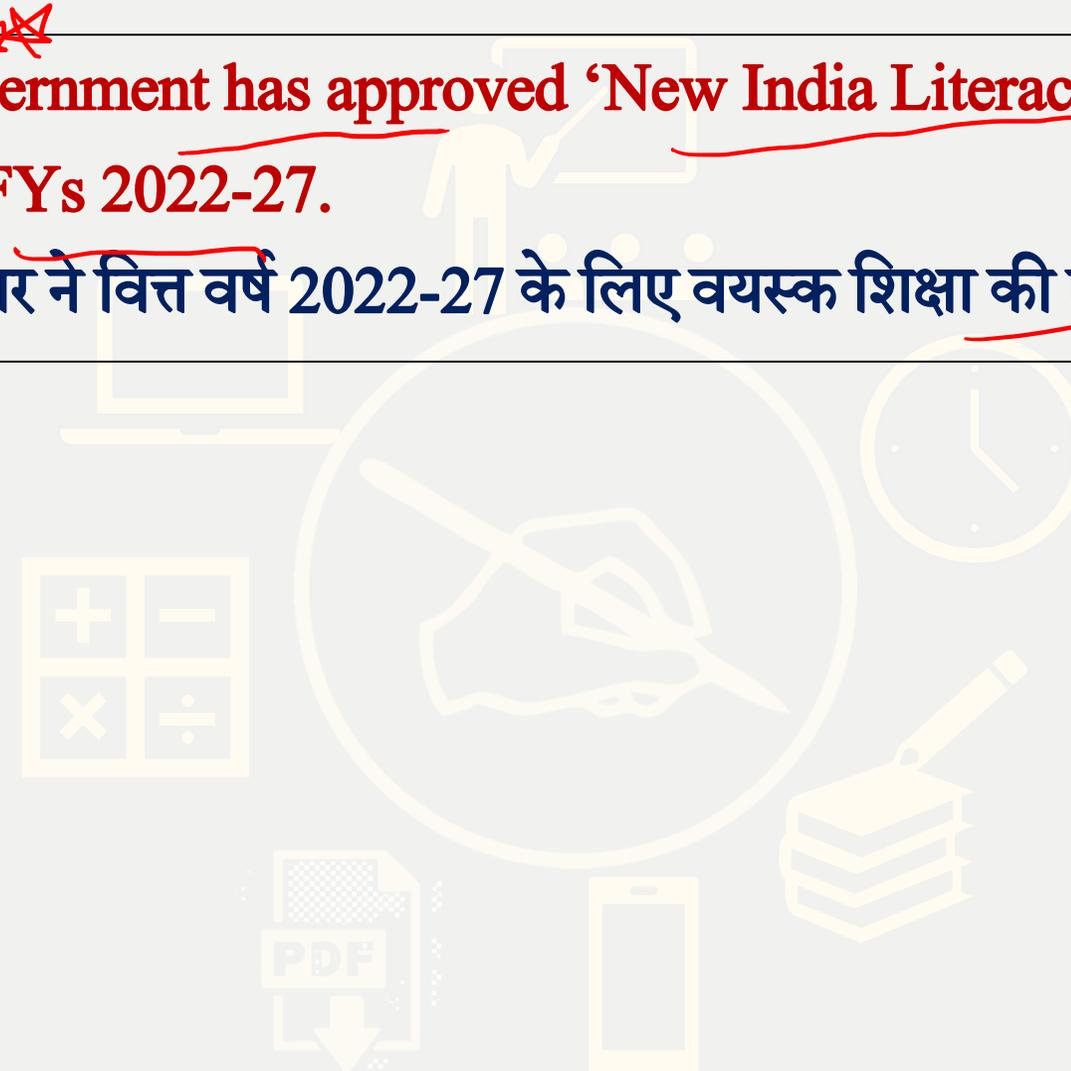 ernment has approved ‘New India Literac
FYs 2022-27.
ार ने वित्त वर्ष 2022-27 के लिए वयस्क शिक्षा की
PDF